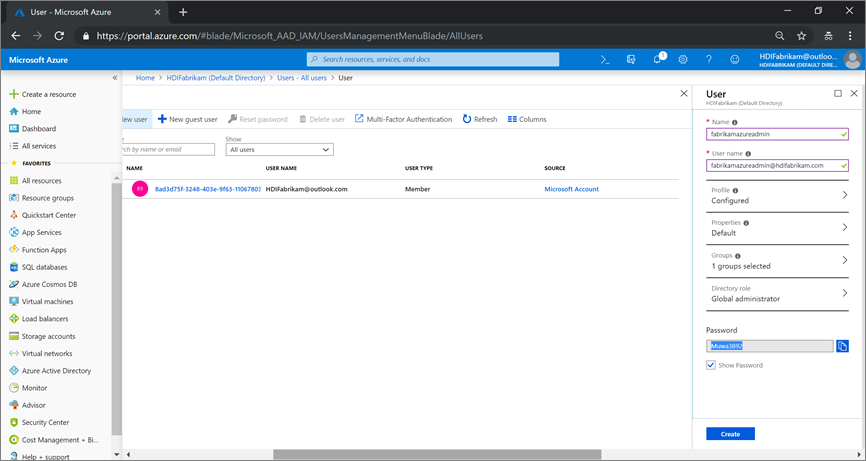 User - Microsoft Azure
https://portal.azure.com/#blade/Microsoft_AAD_IAM/UsersManagementMenuBlade/AllUsers
Microsoft Azure
Search resources, services, and docs
1
HDIFabrikam@outloo...
HDIFABRIKAM (DEFAULT DIRE...
Create a resource
Home
Dashboard
All services
FAVORITES
All resources
Resource groups
Quickstart Center
App Services
Function Apps
SQL databases
Azure Cosmos DB
Virtual machines
Load balancers
Storage accounts
Virtual networks
Azure Active Directory
Monitor
Advisor
Security Center
Cost Management + Bi...
Help + support
Home > HDIFabrikam (Default Directory) > Users - All users > User
ew user
New guest user
Reset password
Delete user
Multi-Factor Authentication
Refresh
Columns
e
Show
rch by name or email
All users
NAME USER NAME USER TYPE SOURCE
8ad3d75f-3248-403e-9f63-11067803 HDIFabrikam@outlook.com Member Microsoft Account
User
HDIFabrikam (Default Directory)
* Name
fabrikamazureadmin
* User name
fabrikamazureadmin@hdifabrikam.com
Profile
Configured
Properties
Default
Groups
1 groups selected
Directory role
Global administrator
Password
Muwa3892
Show Password
Create